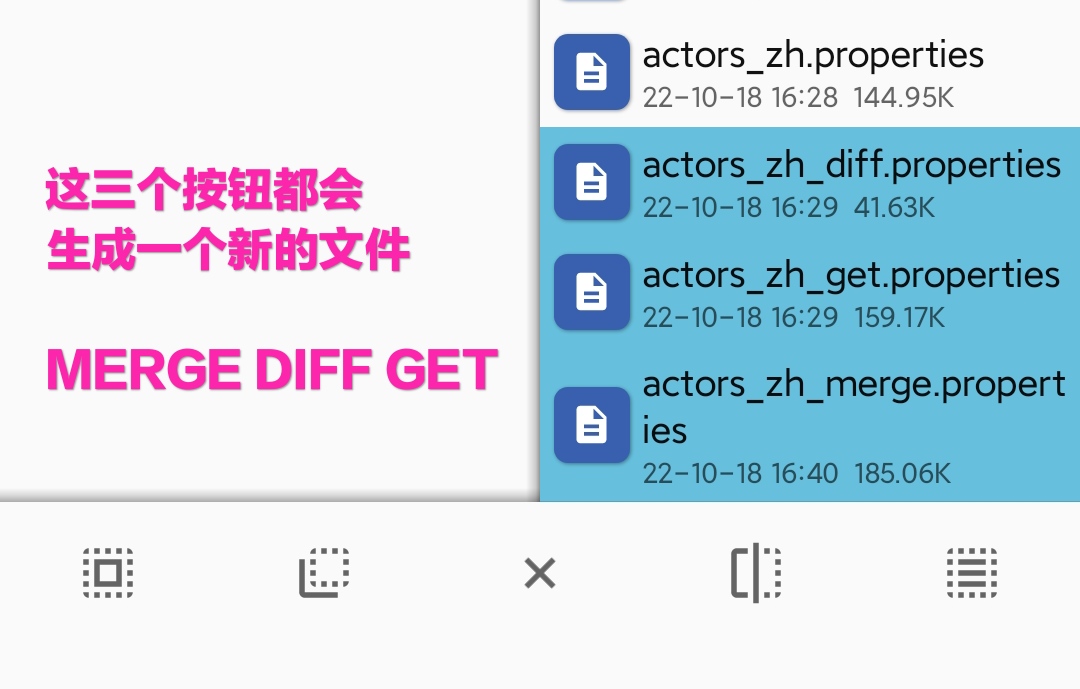 这三个按钮都会
生成一个新的文件
MERGE DIFF GET
actors_zh.properties
22-10-18 16:28 144.95K
actors_zh_diff.properties
22-10-18 16:29 41.63K
actors_zh_get.properties
22-10-18 16:29 159.17K
actors_zh_merge.propert
ies
22-10-18 16:40 185.06K